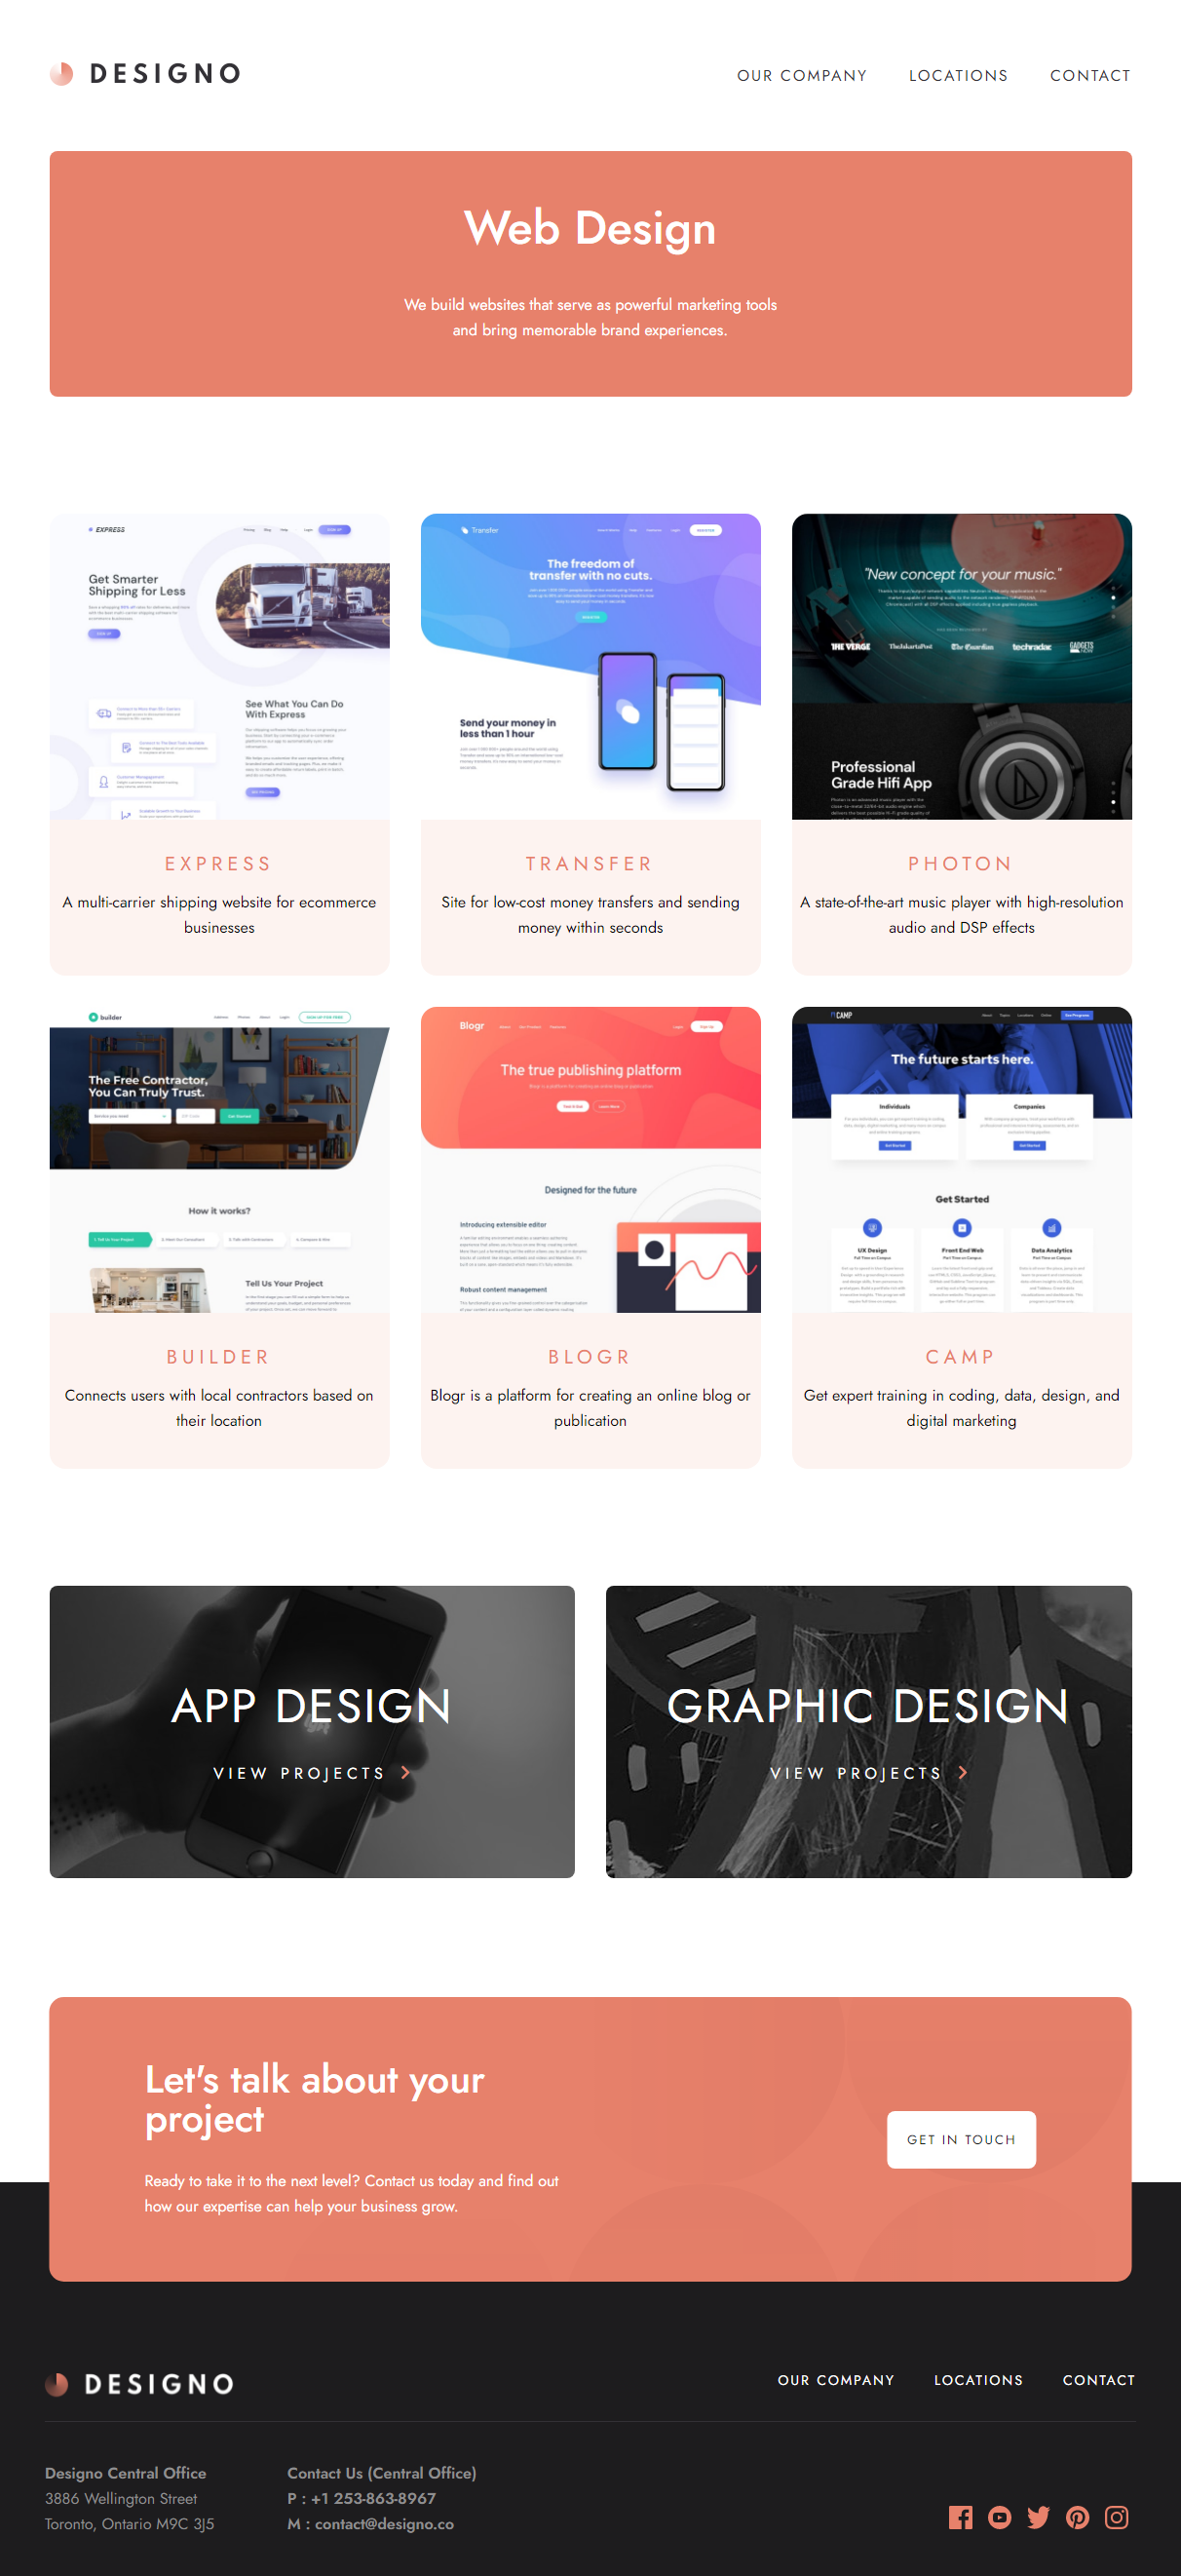 DESIGNO
OUR COMPANY
LOCATIONS
CONTACT
Web Design
We build websites that serve as powerful marketing tools
and bring memorable brand experiences.
EXPRESS
Get Smarter
Shipping for Less
See What You Can Do
With Express
EXPRESS
A multi-carrier shipping website for ecommerce
businesses
Transfer
The freedom of
transfer with no cuts.
Send your money in
less than 1 hour
TRANSFER
Site for low-cost money transfers and sending
money within seconds
"New concept for your music."
THE VERGE
TheJakartaPost
The Guardian
techradar.
GADGETS
NOW
Professional
Grade Hifi App
PHOTON
A state-of-the-art music player with high-resolution
audio and DSP effects
builder
The Free Contractor,
You Can Truly Trust.
How it works?
Tell Us Your Project
BUILDER
Connects users with local contractors based on
their location
Blogr
The true publishing platform
Designed for the future
Introducing extensible editor
Robust content management
BLOGR
Blogr is a platform for creating an online blog or
publication
CAMP
The future starts here.
Individuals
Companies
Get Started
UX Design
Front End Web
Data Analytics
CAMP
Get expert training in coding, data, design, and
digital marketing
APP DESIGN
VIEW PROJECTS
GRAPHIC DESIGN
VIEW PROJECTS
Let's talk about your
project
Ready to take it to the next level? Contact us today and find out
how our expertise can help your business grow.
GET IN TOUCH
DESIGNO
OUR COMPANY
LOCATIONS
CONTACT
Designo Central Office
3886 Wellington Street
Toronto, Ontario M9C 3J5
Contact Us (Central Office)
P : +1 253-863-8967
M : contact@designo.co